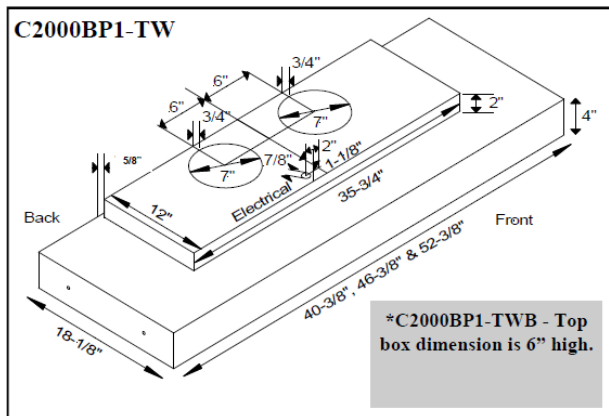 C2000BP1-TW
3/4"
6"
6"
3/4"
2"
4"
7"
2"
1-1/8"
7/8"
7"
Electrical
35-3/4"
5/8"
12"
Back
Front
40-3/8", 46-3/8" & 52-3/8"
18-1/8"
*C2000BP1-TWB - Top
box dimension is 6” high.